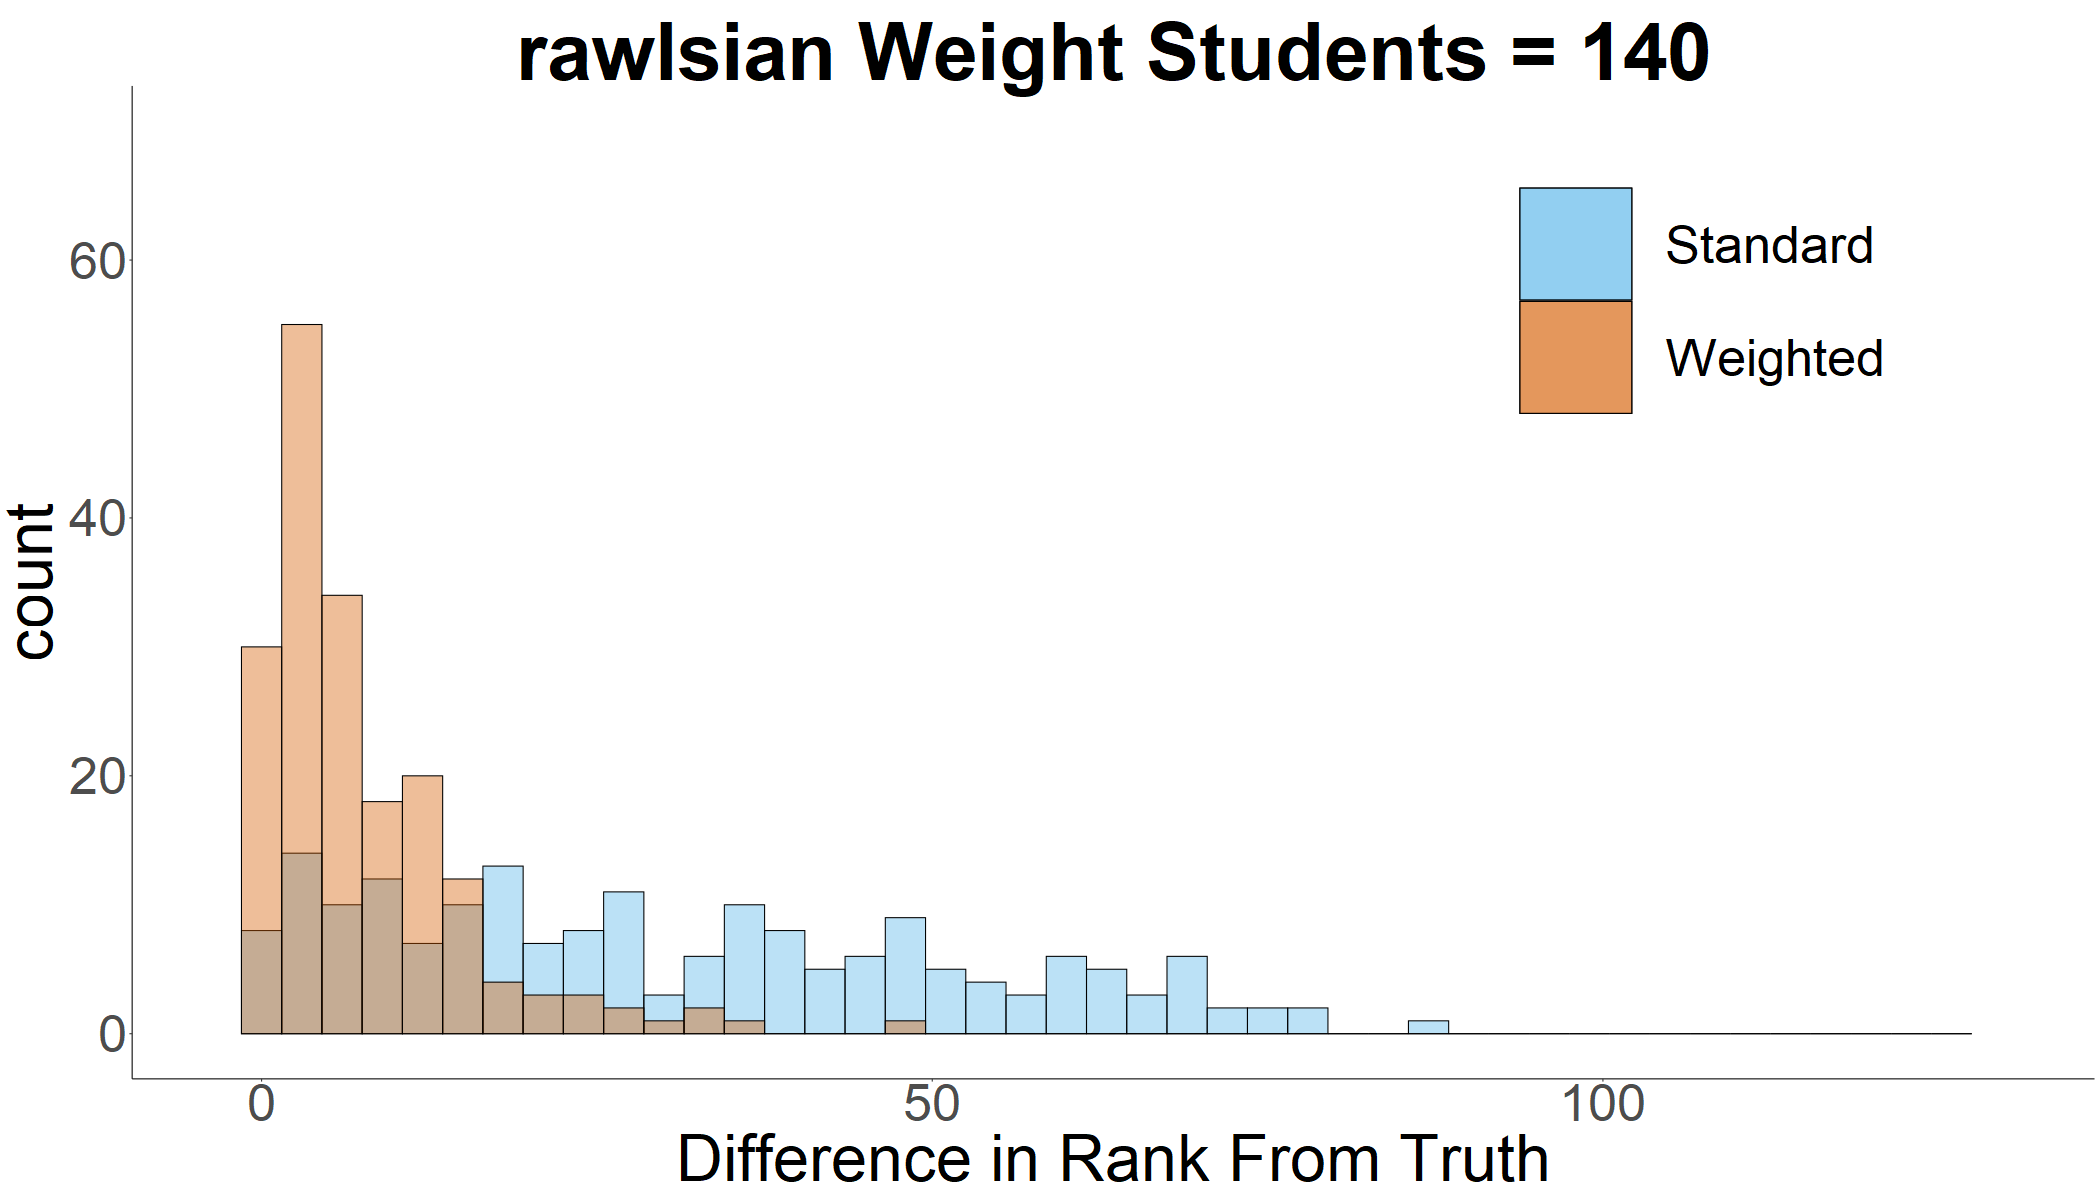 rawlsian Weight Students = 140
Standard
Weighted
count
60
40
20
0
0 50 100
Difference in Rank From Truth